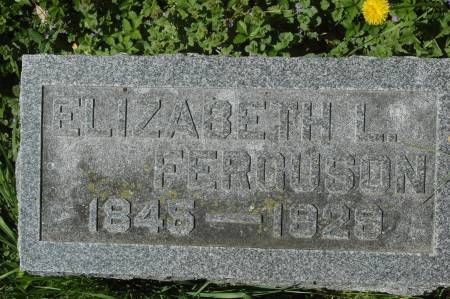 ELIZABETH L.
FERGUSON
1845 — 1928